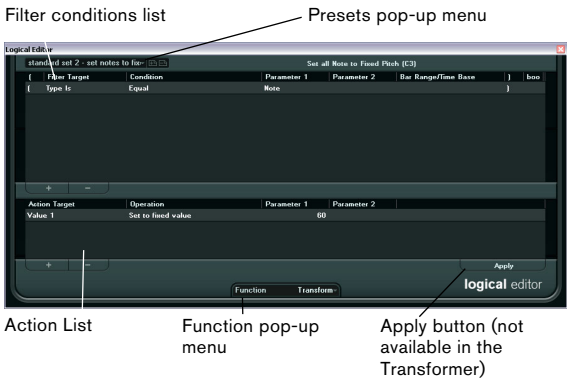 Filter conditions list
Presets pop-up menu
Logical Editor
standard set 2 - set notes to fix
Set all Note to Fixed Pitch (C3)
( Filter Target Condition Parameter 1 Parameter 2 Bar Range/Time Base ) boo
( Type Is Equal Note )
+ −
Action Target Operation Parameter 1 Parameter 2
Value 1 Set to fixed value 60
+ −
Apply
logical editor
Function Transform
Action List
Function pop-up
menu
Apply button (not
available in the
Transformer)